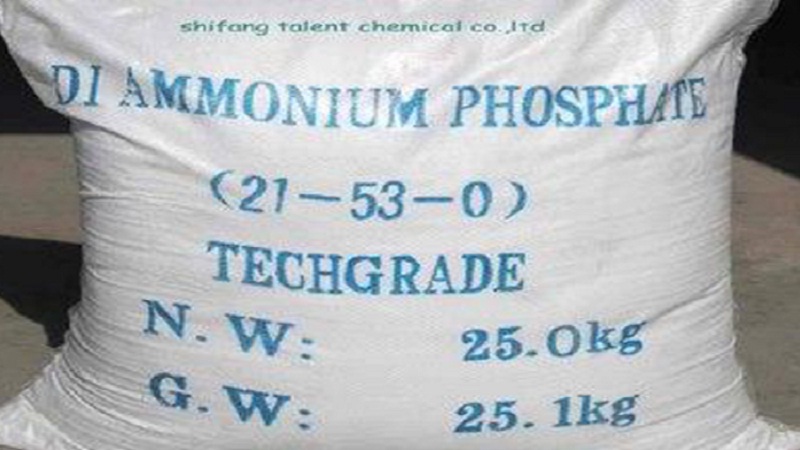 shifang talent chemical co.,ltd
DI AMMONIUM PHOSPHATE
(21-53-0)
TECHGRADE
N.W: 25.0kg
G.W: 25.1kg